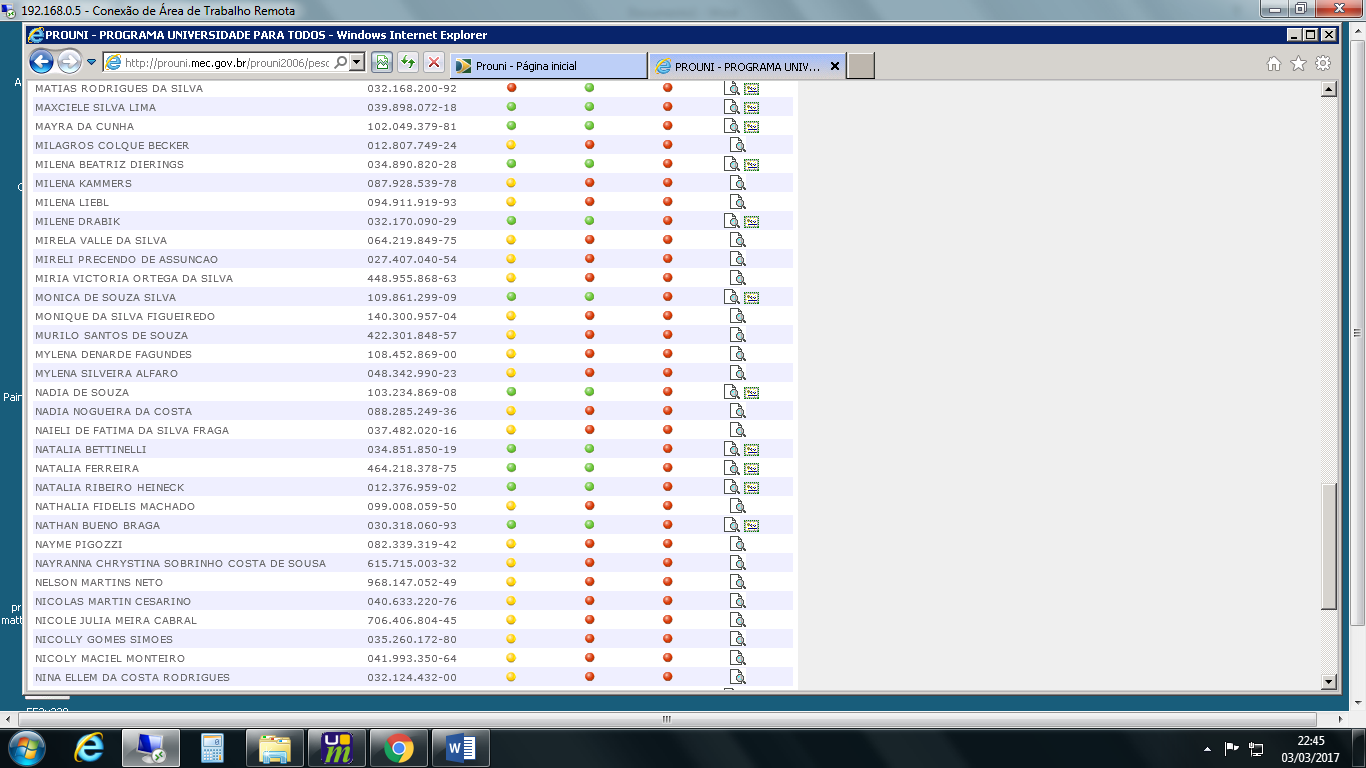 192.168.0.5 - Conexão de Área de Trabalho Remota
PROUNI - PROGRAMA UNIVERSIDADE PARA TODOS - Windows Internet Explorer
http://prouni.mec.gov.br/prouni2006/pesc
Prouni - Página inicial
PROUNI - PROGRAMA UNIV...
MATIAS RODRIGUES DA SILVA 032.168.200-92
MAXCIELE SILVA LIMA 039.898.072-18
MAYRA DA CUNHA 102.049.379-81
MILAGROS COLQUE BECKER 012.807.749-24
MILENA BEATRIZ DIERINGS 034.890.820-28
MILENA KAMMERS 087.928.539-78
MILENA LIEBL 094.911.919-93
MILENE DRABIK 032.170.090-29
MIRELA VALLE DA SILVA 064.219.849-75
MIRELI PRECENDO DE ASSUNCAO 027.407.040-54
MIRIA VICTORIA ORTEGA DA SILVA 448.955.868-63
MONICA DE SOUZA SILVA 109.861.299-09
MONIQUE DA SILVA FIGUEIREDO 140.300.957-04
MURILO SANTOS DE SOUZA 422.301.848-57
MYLENA DENARDE FAGUNDES 108.452.869-00
MYLENA SILVEIRA ALFARO 048.342.990-23
NADIA DE SOUZA 103.234.869-08
NADIA NOGUEIRA DA COSTA 088.285.249-36
NAIELI DE FATIMA DA SILVA FRAGA 037.482.020-16
NATALIA BETTINELLI 034.851.850-19
NATALIA FERREIRA 464.218.378-75
NATALIA RIBEIRO HEINECK 012.376.959-02
NATHALIA FIDELIS MACHADO 099.008.059-50
NATHAN BUENO BRAGA 030.318.060-93
NAYME PIGOZZI 082.339.319-42
NAYRANNA CHRYSTINA SOBRINHO COSTA DE SOUSA 615.715.003-32
NELSON MARTINS NETO 968.147.052-49
NICOLAS MARTIN CESARINO 040.633.220-76
NICOLE JULIA MEIRA CABRAL 706.406.804-45
NICOLLY GOMES SIMOES 035.260.172-80
NICOLY MACIEL MONTEIRO 041.993.350-64
NINA ELLEM DA COSTA RODRIGUES 032.124.432-00
Pain
pr
matt
22:45
03/03/2017